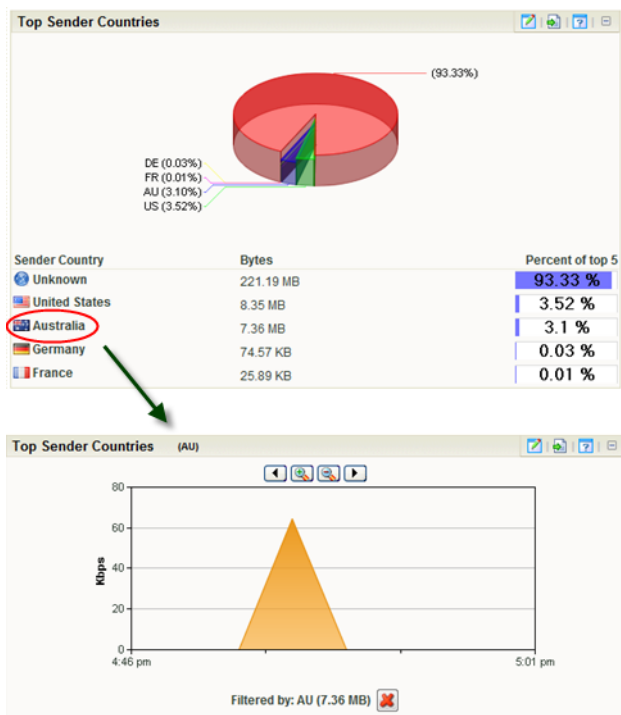 Top Sender Countries
(93.33%)
DE (0.03%)
FR (0.01%)
AU (3.10%)
US (3.52%)
Sender Country Bytes Percent of top 5
Unknown 221.19 MB 93.33 %
United States 8.35 MB 3.52 %
Australia 7.36 MB 3.1 %
Germany 74.57 KB 0.03 %
France 25.89 KB 0.01 %
Top Sender Countries (AU)
80
60
Kbps
40
20
0
4:46 pm 5:01 pm
Filtered by: AU (7.36 MB)